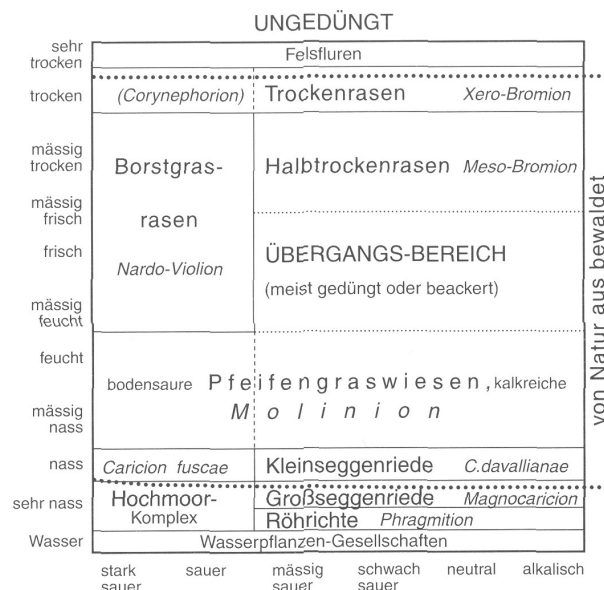 UNGEDÜNGT
sehr
trocken
Felsfluren
trocken
(Corynephorion)
Trockenrasen
Xero-Bromion
mässig
trocken
Borstgras-
Halbtrockenrasen
Meso-Bromion
mässig
frisch
rasen
frisch
Nardo-Violion
ÜBERGANGS-BEREICH
(meist gedüngt oder beackert)
mässig
feucht
feucht
bodensaure Pfeifengraswiesen, kalkreiche
mässig
nass
Molinion
nass
Caricion fuscae
Kleinseggenriede
C.davallianae
sehr nass
Hochmoor-
Komplex
Großseggenriede
Magnocaricion
Röhrichte
Phragmition
Wasser
Wasserpflanzen-Gesellschaften
stark
sauer
sauer
mässig
sauer
schwach
sauer
neutral
alkalisch
von Natur aus bewaldet